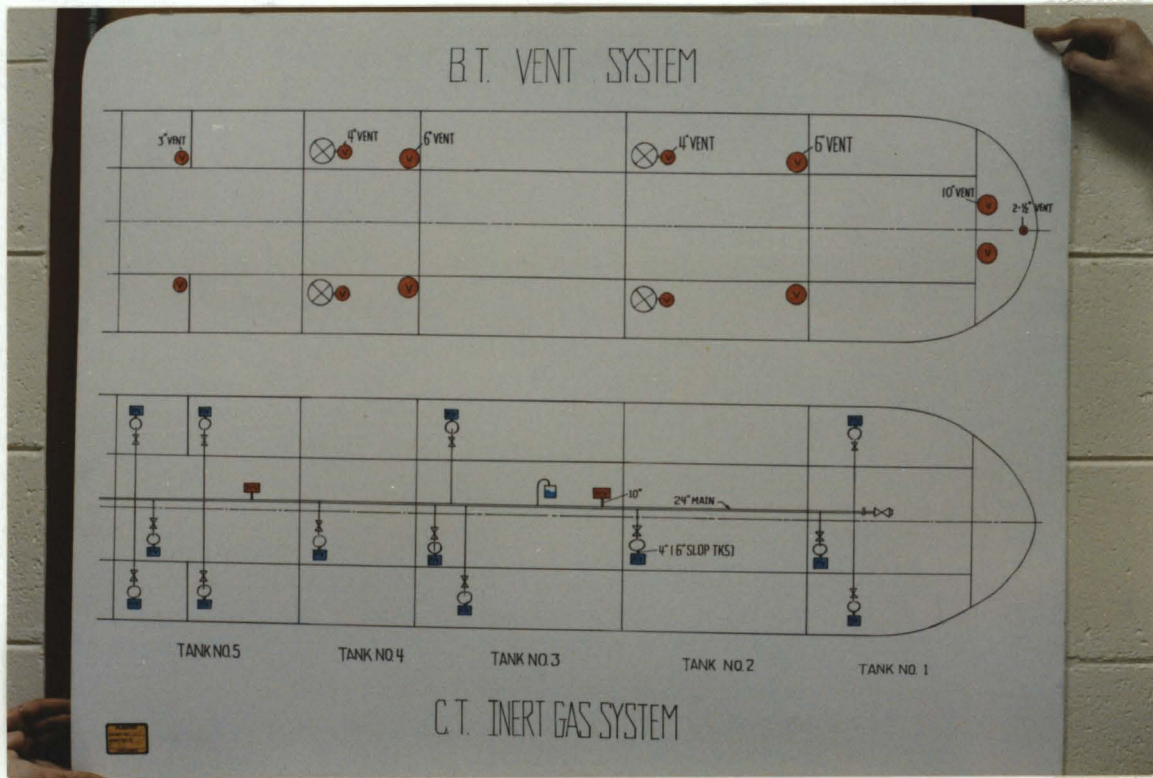 B.T. VENT SYSTEM
3" VENT
4" VENT
6" VENT
4" VENT
6" VENT
10" VENT
2-½" VENT
V
V
V
V
V
V
V
V
V
V
V
V
10"
24" MAIN
4" (6" SLOP TKS)
TANK NO.5
TANK NO.4
TANK NO.3
TANK NO.2
TANK NO. 1
C.T. INERT GAS SYSTEM